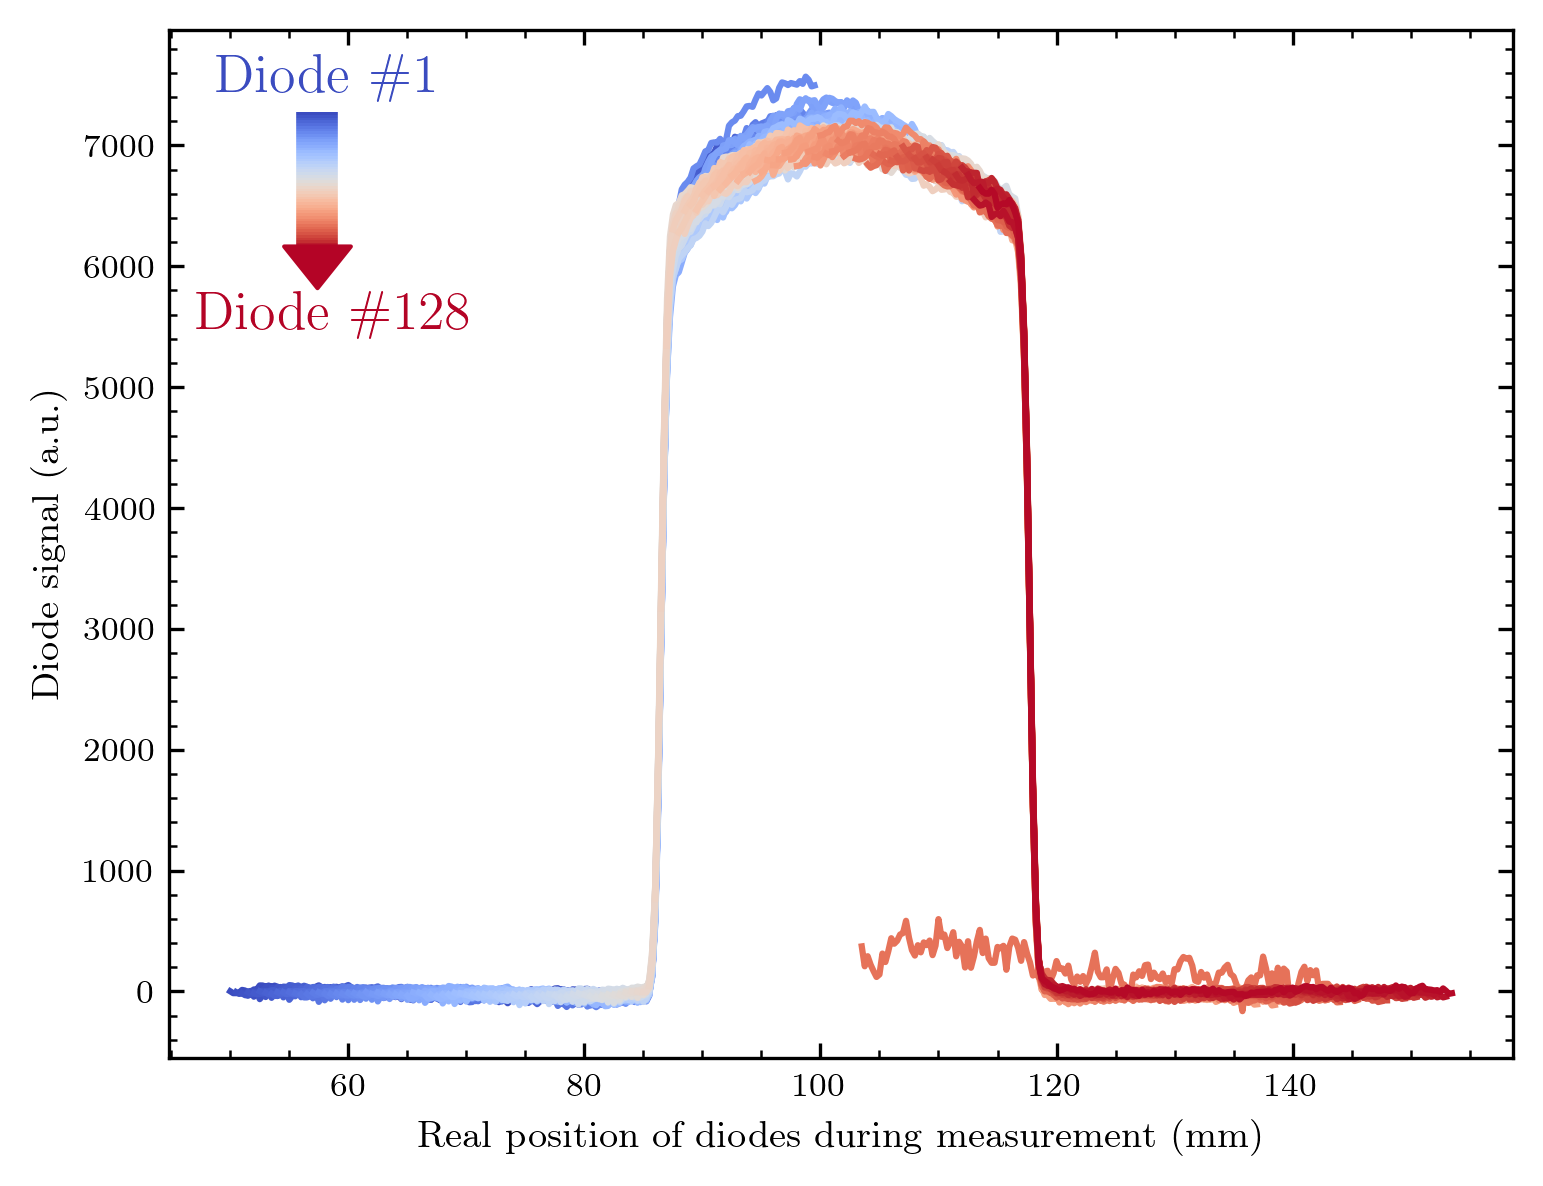 Diode #1
Diode #128
7000
6000
5000
4000
3000
2000
1000
0
60 80 100 120 140
Real position of diodes during measurement (mm)
Diode signal (a.u.)